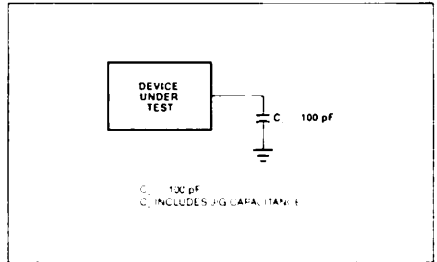 DEVICE
UNDER
TEST
C 100 pF
C 100 pF
C INCLUDES JIG CAPACITANCE